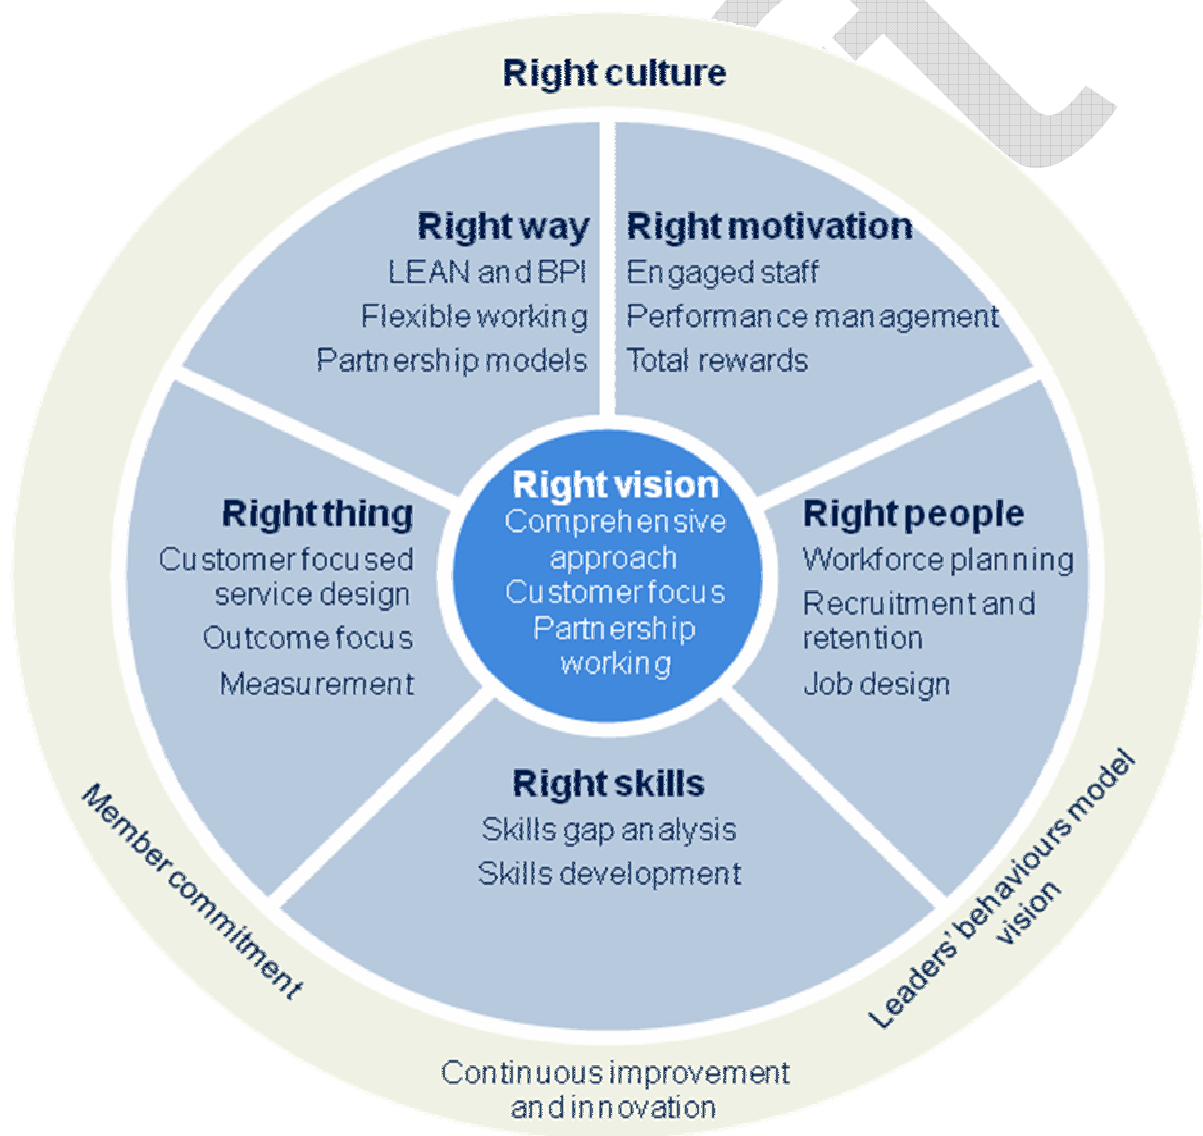 Right culture
Right way
LEAN and BPI
Flexible working
Partnership models
Right motivation
Engaged staff
Performance management
Total rewards
Right thing
Customer focused
service design
Outcome focus
Measurement
Right vision
Comprehensive
approach
Customer focus
Partnership
working
Right people
Workforce planning
Recruitment and
retention
Job design
Right skills
Skills gap analysis
Skills development
Member commitment
Leaders' behaviours model
vision
Continuous improvement
and innovation